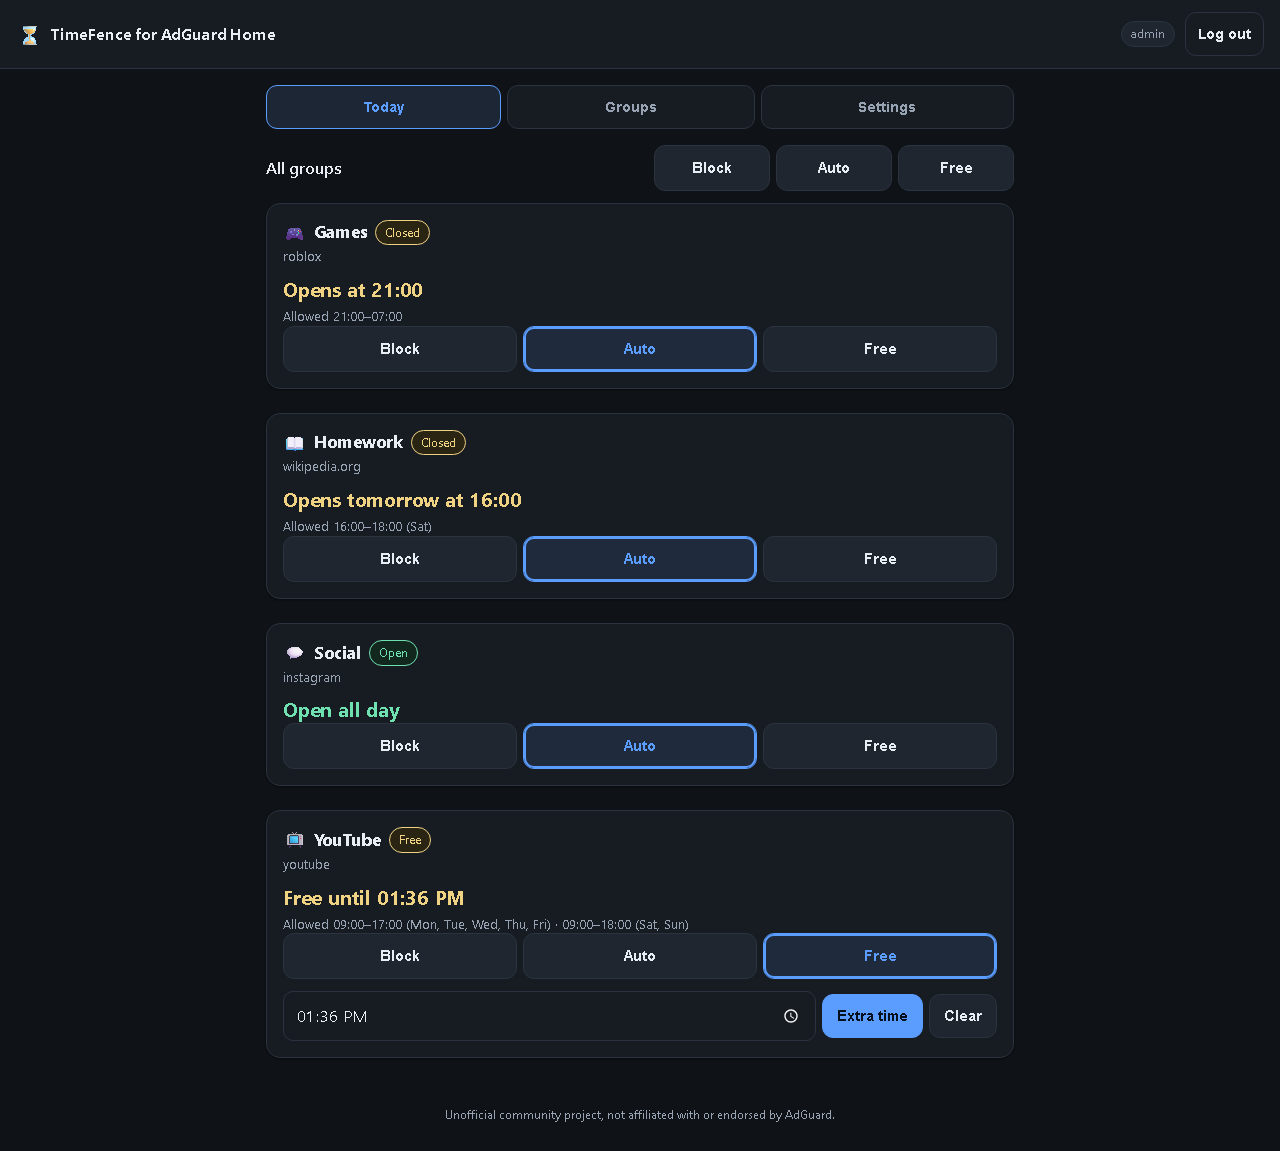 TimeFence for AdGuard Home
admin
Log out
Today
Groups
Settings
All groups
Block
Auto
Free
Games
Closed
roblox
Opens at 21:00
Allowed 21:00–07:00
Block
Auto
Free
Homework
Closed
wikipedia.org
Opens tomorrow at 16:00
Allowed 16:00–18:00 (Sat)
Block
Auto
Free
Social
Open
instagram
Open all day
Block
Auto
Free
YouTube
Free
youtube
Free until 01:36 PM
Allowed 09:00–17:00 (Mon, Tue, Wed, Thu, Fri) · 09:00–18:00 (Sat, Sun)
Block
Auto
Free
01:36 PM
Extra time
Clear
Unofficial community project, not affiliated with or endorsed by AdGuard.